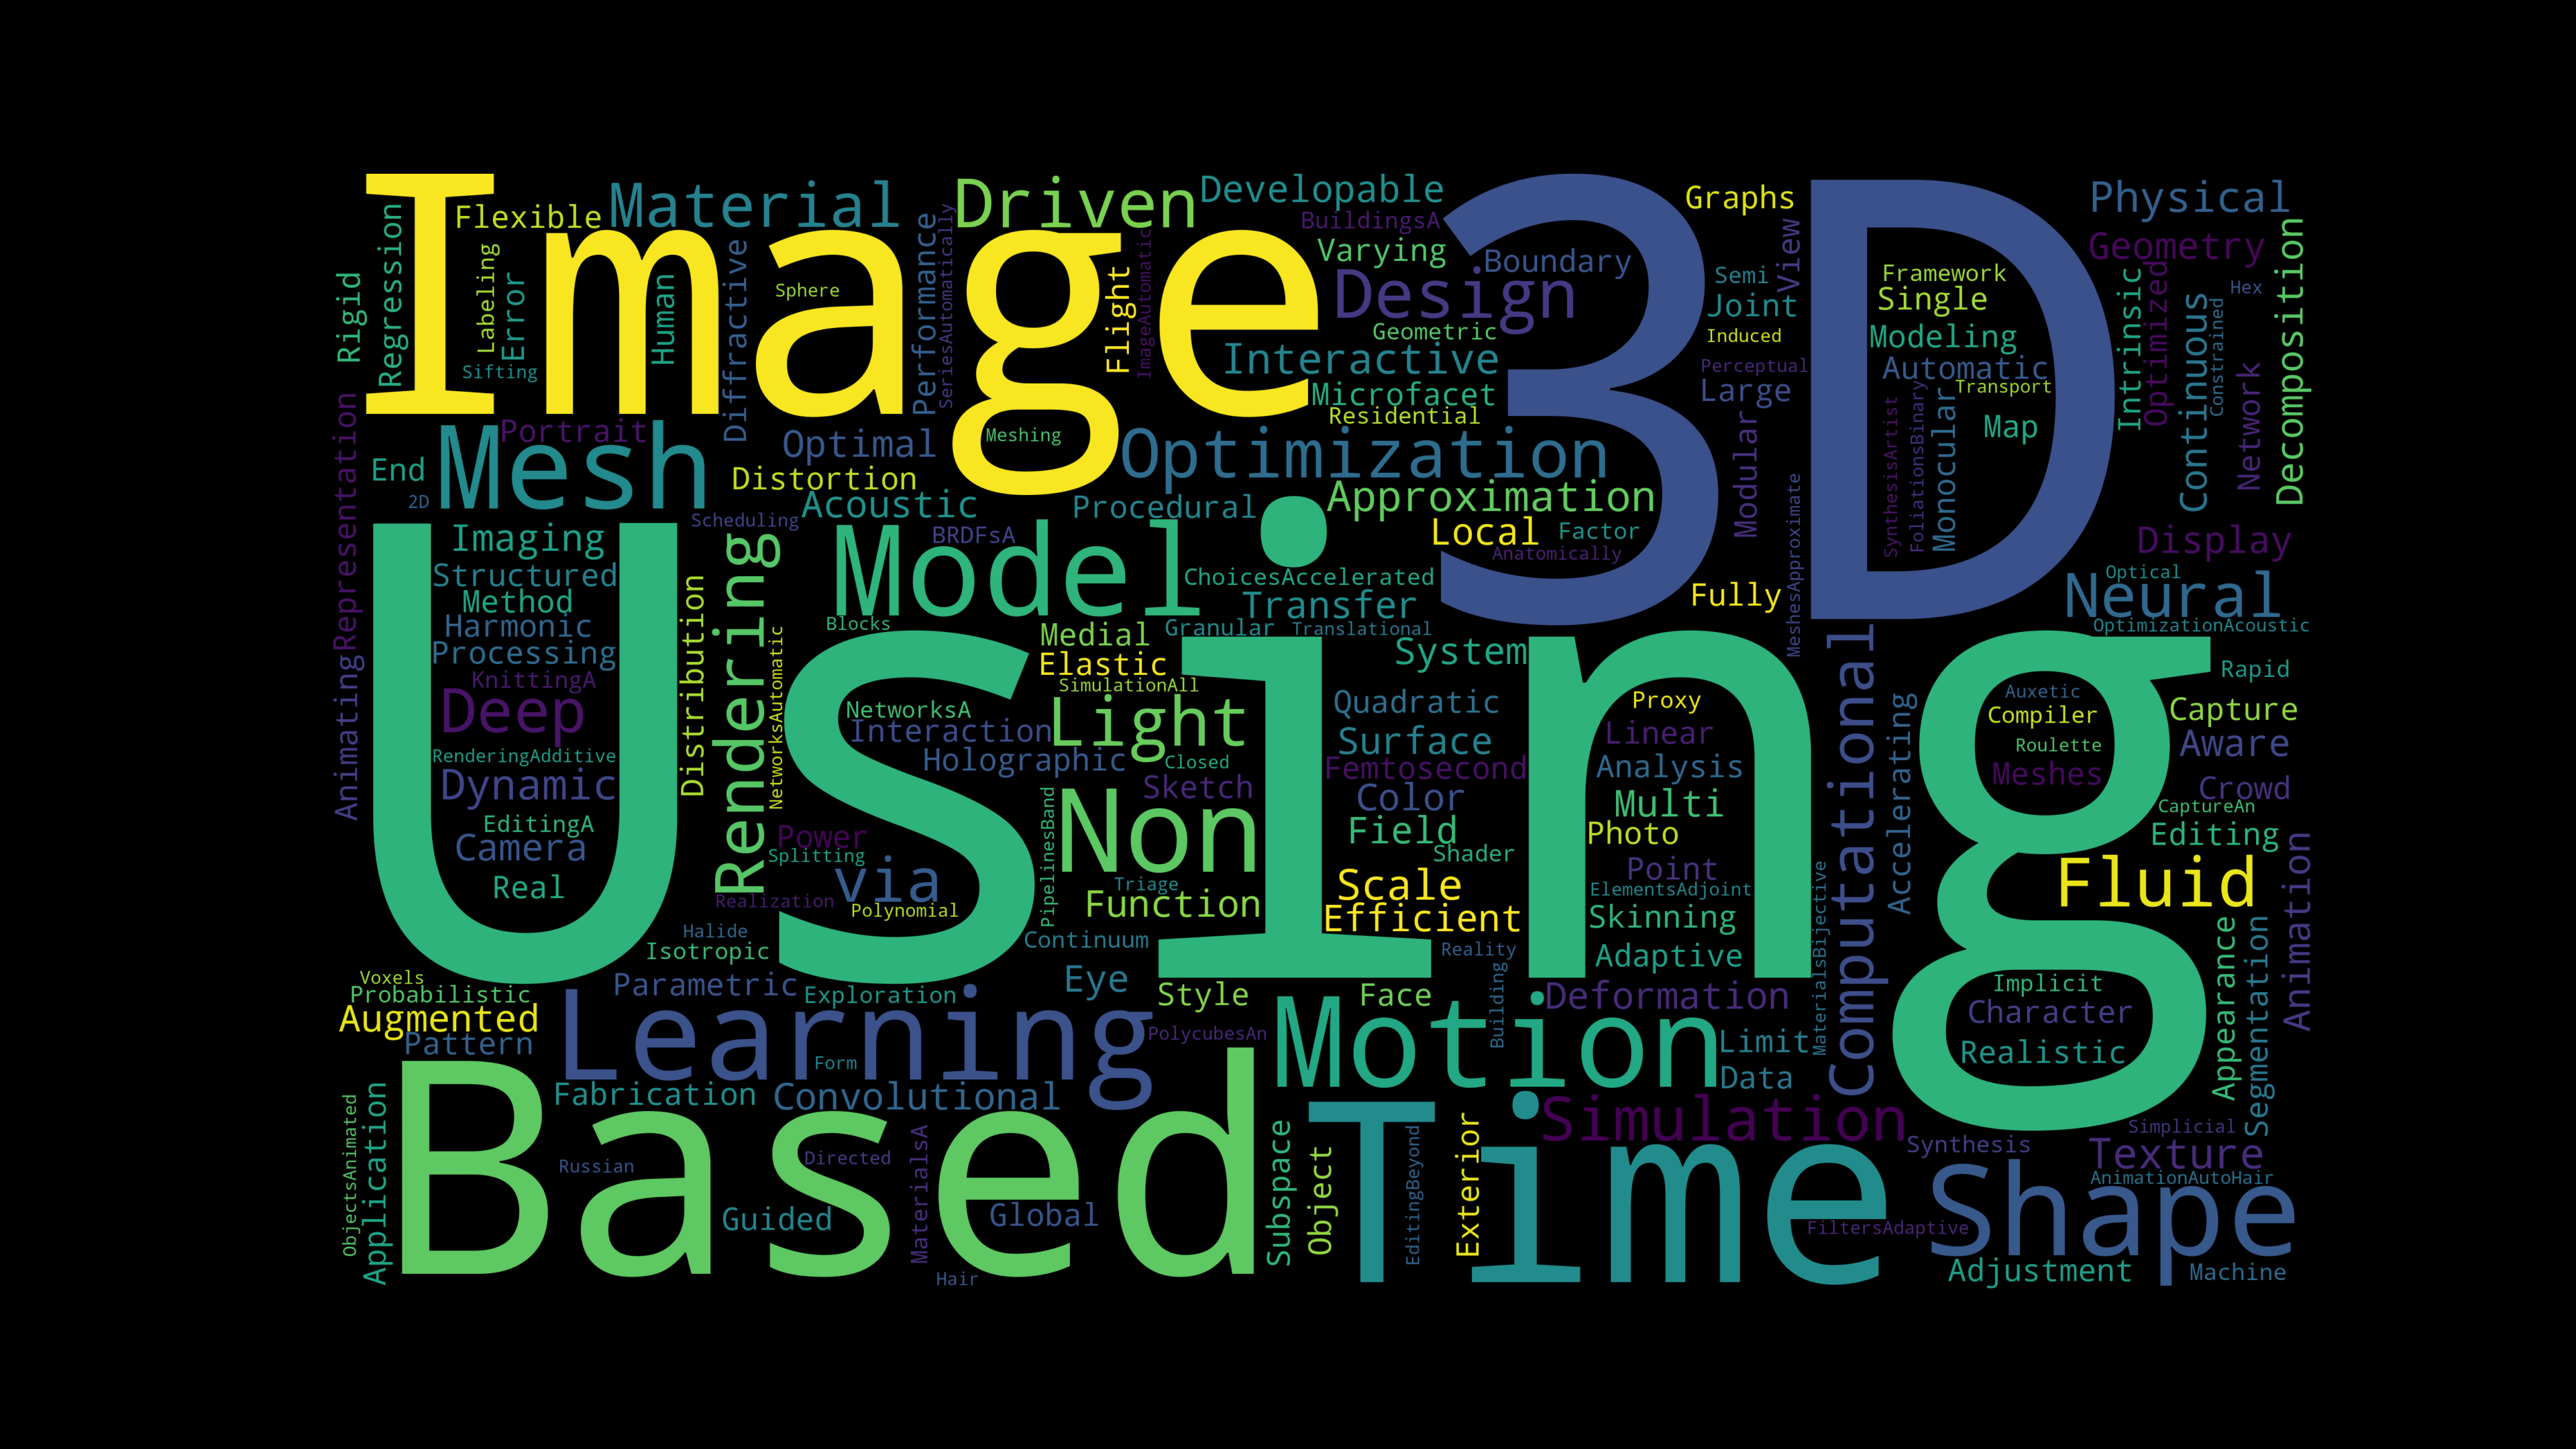 Image
3D
Using
Based
Time
Flexible
Material
Driven
Developable
BuildingsA
Varying
Design
Boundary
Graphs
View
Physical
Geometry
Regression
Rigid
Labeling
Error
Sifting
Human
Sphere
Diffractive
Performance
SeriesAutomatically
Flight
ImageAutomatic
Geometric
Interactive
Microfacet
Residential
Semi
Joint
Induced
Perceptual
Large
Framework
Single
Modeling
Automatic
Transport
Map
SynthesisArtist
FoliationsBinary
Monocular
Intrinsic
Optimized
Continuous
Constrained
Hex
Network
Decomposition
Representation
Portrait
End
Mesh
2D
Optimal
Distortion
Acoustic
Meshing
Optimization
Approximation
Procedural
Local
Factor
Anatomically
Modular
MeshesApproximate
Display
Optical
Neural
OptimizationAcoustic
Imaging
Structured
Method
Harmonic
Processing
KnittingA
Deep
RenderingAdditive
Dynamic
EditingA
Camera
Real
Scheduling
BRDFsA
Model
Rendering
Distribution
NetworksAutomatic
Blocks
ChoicesAccelerated
Transfer
Granular
Translational
Medial
Elastic
SimulationAll
Fully
System
NetworksA
Interaction
Holographic
Light
Closed
Sketch
Quadratic
Surface
Femtosecond
Color
Field
Shader
Proxy
Linear
Analysis
Multi
Photo
Point
ElementsAdjoint
Skinning
Adaptive
Computational
Accelerating
Auxetic
Compiler
Roulette
Meshes
Rapid
Capture
Aware
Crowd
CaptureAn
Editing
Fluid
Animating
Power
Splitting
via
Realization
Polynomial
PipelinesBand
Non
Triage
Function
Scale
Efficient
Halide
Isotropic
Continuum
Reality
Voxels
Probabilistic
Augmented
Pattern
Parametric
Exploration
Eye
Style
Face
Building
Deformation
MaterialsBijective
Implicit
Character
Realistic
Appearance
Segmentation
Animation
Learning
PolycubesAn
Form
Motion
Limit
Data
Fabrication
Convolutional
Simulation
Synthesis
Simplicial
Texture
AnimationAutoHair
ObjectsAnimated
Application
Russian
Directed
MaterialsA
Guided
Global
Hair
Subspace
Object
EditingBeyond
Exterior
FiltersAdaptive
Shape
Adjustment
Machine